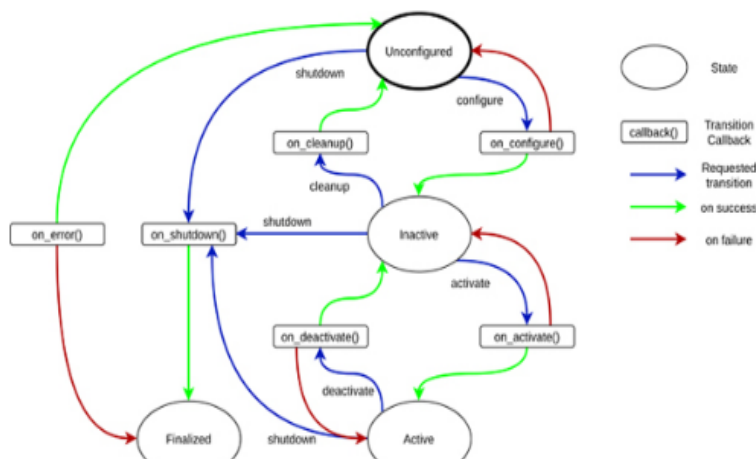 Unconfigured
State
shutdown
configure
callback()
Transition
Callback
on_cleanup()
on_configure()
Requested
transition
cleanup
on success
on_error()
on_shutdown()
shutdown
Inactive
on failure
activate
on_deactivate()
on_activate()
deactivate
Finalized
shutdown
Active